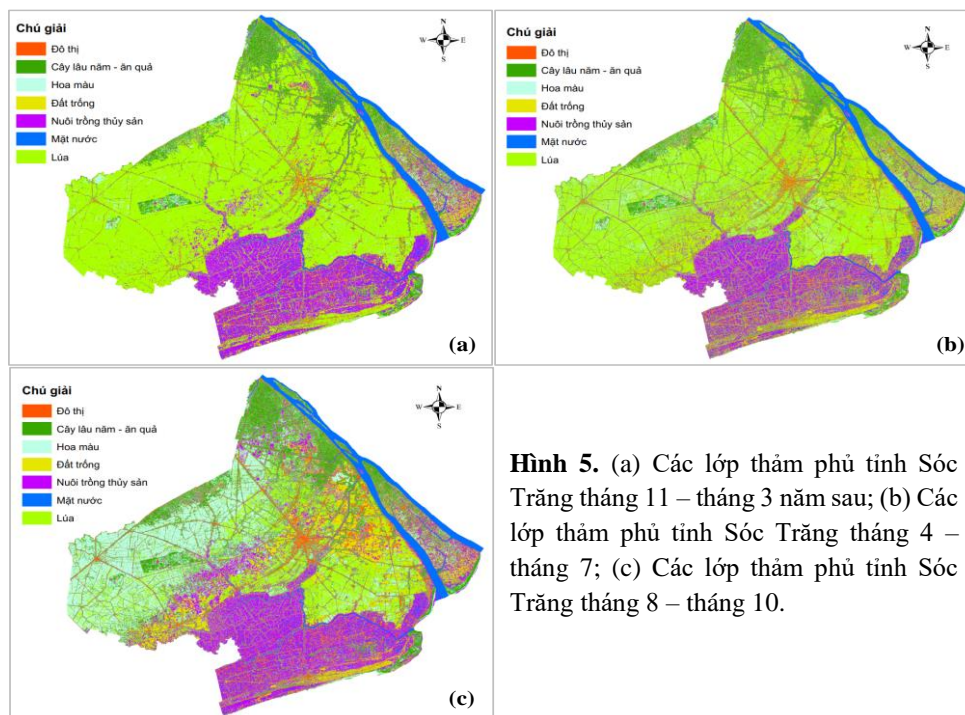 Chú giải
Đô thị
Cây lâu năm - ăn quả
Hoa màu
Đất trống
Nuôi trồng thủy sản
Mặt nước
Lúa
N
W E
S
(a)
Chú giải
Đô thị
Cây lâu năm - ăn quả
Hoa màu
Đất trống
Nuôi trồng thủy sản
Mặt nước
Lúa
N
W E
S
(b)
Chú giải
Đô thị
Cây lâu năm - ăn quả
Hoa màu
Đất trống
Nuôi trồng thủy sản
Mặt nước
Lúa
N
W E
S
(c)
Hình 5. (a) Các lớp thảm phủ tỉnh Sóc
Trăng tháng 11 – tháng 3 năm sau; (b) Các
lớp thảm phủ tỉnh Sóc Trăng tháng 4 –
tháng 7; (c) Các lớp thảm phủ tỉnh Sóc
Trăng tháng 8 – tháng 10.